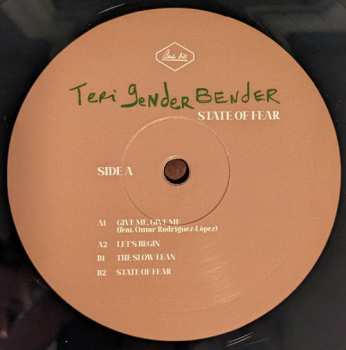 Teri genDer BenDer
STATE OF FEAR
SIDE A
A1 GIVE ME, GIVE ME
(feat. Omar Rodríguez-López)
A2 LET'S BEGIN
B1 THE SLOW LEAN
B2 STATE OF FEAR